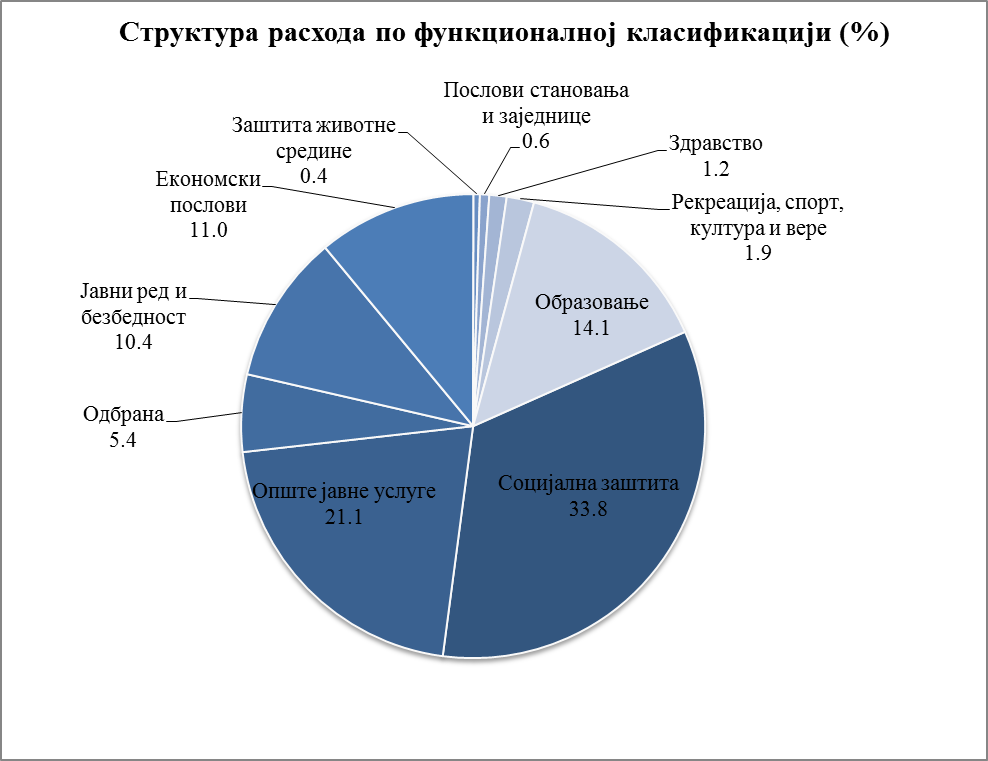 Структура расхода по функционалној класификацији (%)
Послови становања
и заједнице
0.6
Заштита животне
средине
0.4
Здравство
1.2
Економски
послови
11.0
Рекреација, спорт,
култура и вере
1.9
Јавни ред и
безбедност
10.4
Образовање
14.1
Одбрана
5.4
Социјална заштита
33.8
Опште јавне услуге
21.1